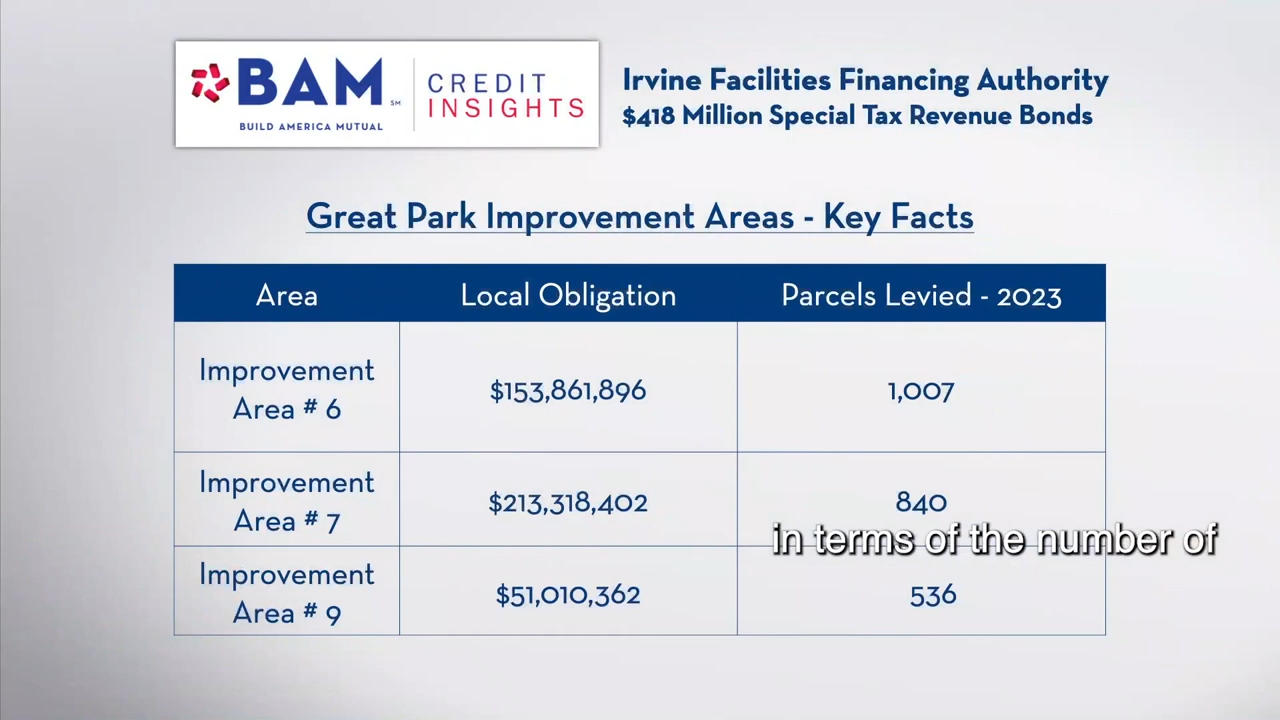 BAM SM
BUILD AMERICA MUTUAL
CREDIT
INSIGHTS
Irvine Facilities Financing Authority
$418 Million Special Tax Revenue Bonds
Great Park Improvement Areas - Key Facts
Area Local Obligation Parcels Levied - 2023
Improvement
Area # 6
$153,861,896 1,007
Improvement
Area # 7
$213,318,402 840
in terms of the number of
Improvement
Area # 9
$51,010,362 536